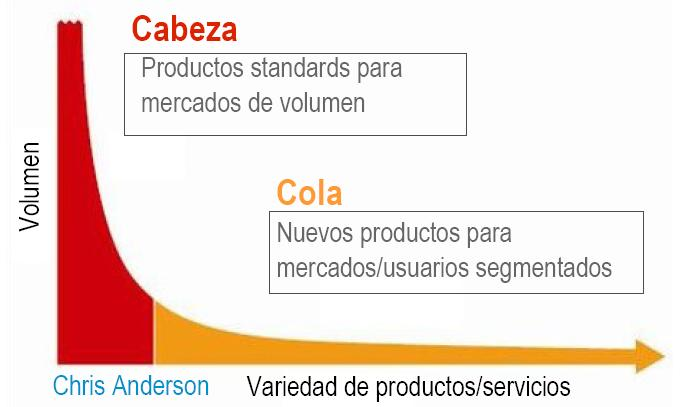 Cabeza
Productos standards para
mercados de volumen
Volumen
Cola
Nuevos productos para
mercados/usuarios segmentados
Chris Anderson
Variedad de productos/servicios